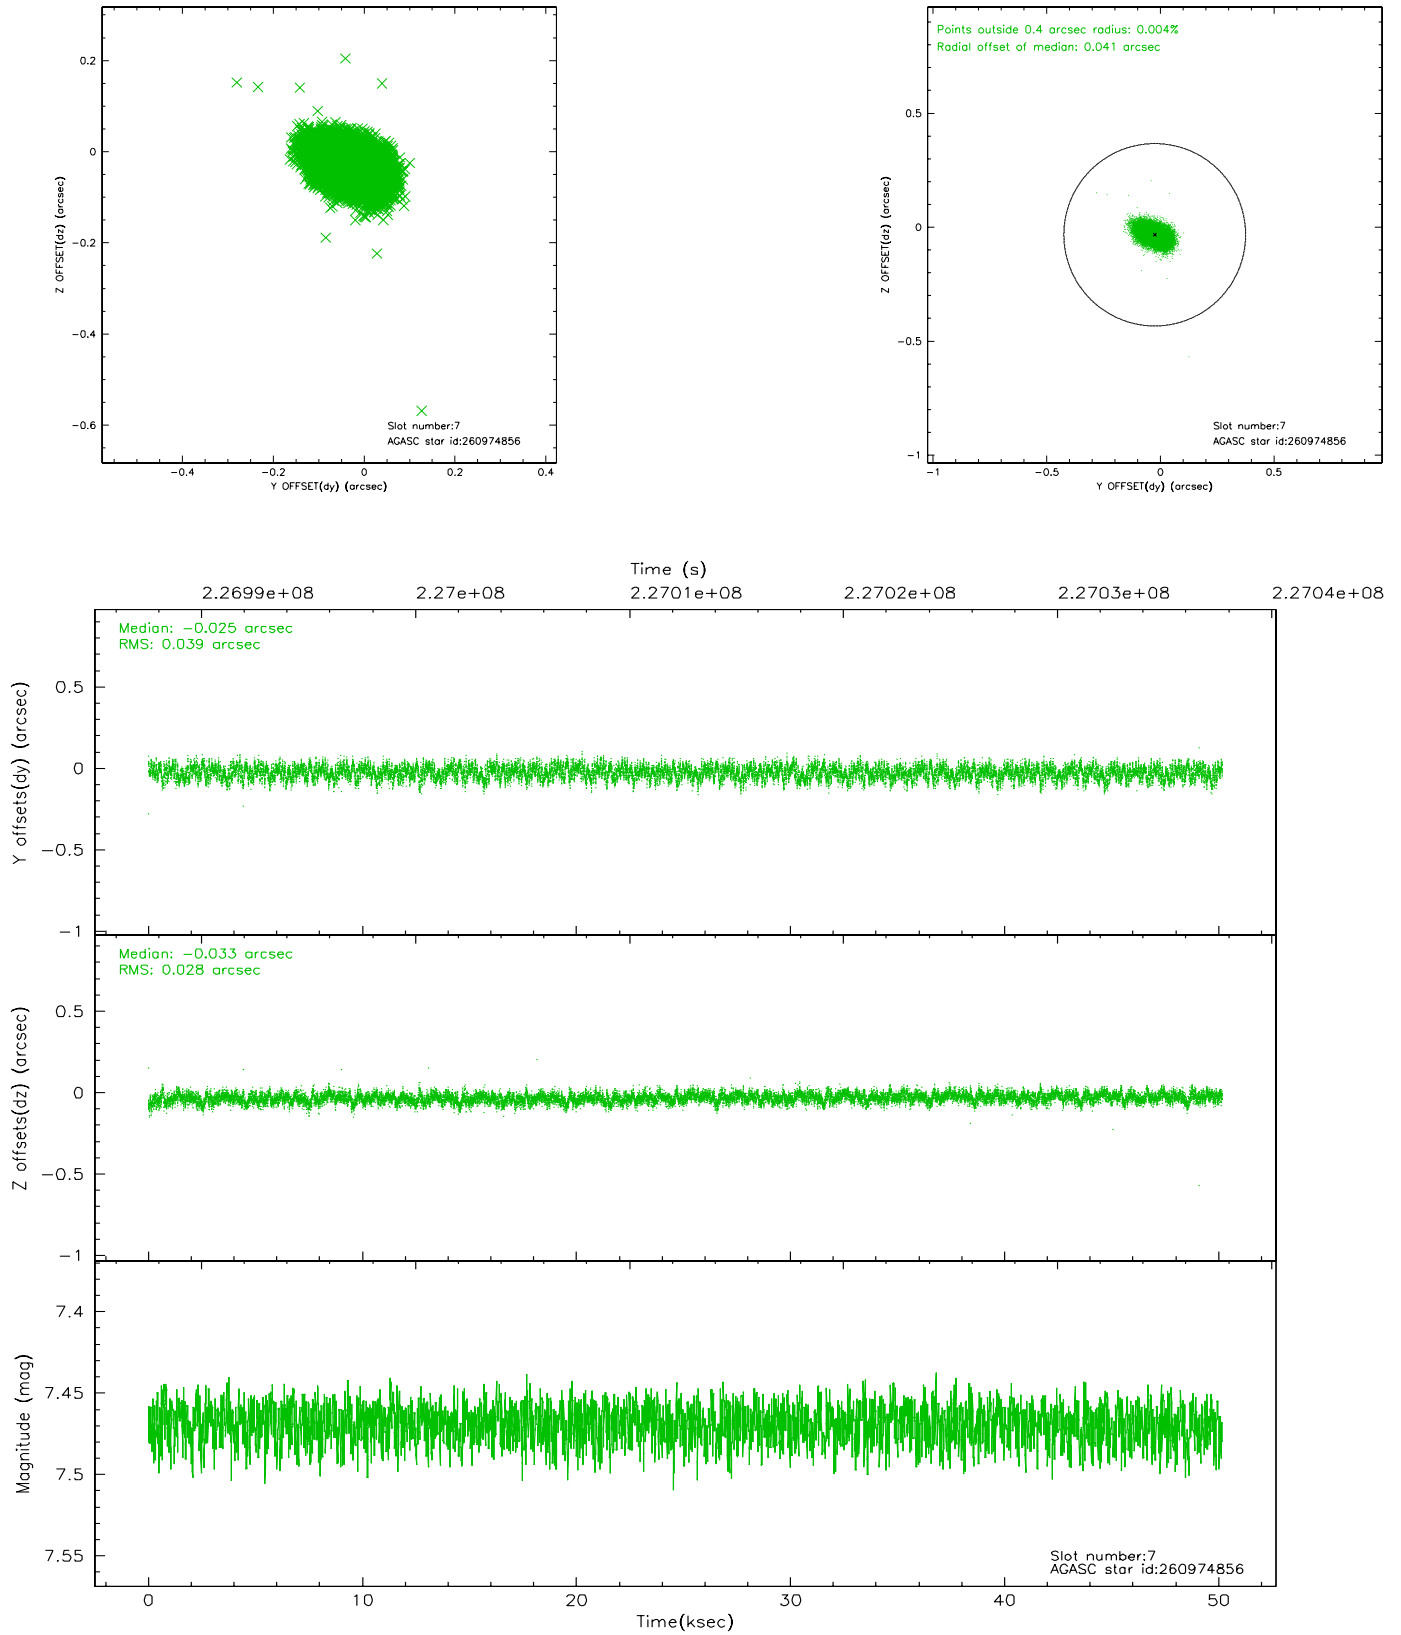 0.2
0
−0.2
−0.4
−0.6
Z OFFSET(dz) (arcsec)
Slot number:7
AGASC star id:260974856
−0.4
−0.2
0
0.2
0.4
Y OFFSET(dy) (arcsec)
Points outside 0.4 arcsec radius: 0.004%
Radial offset of median: 0.041 arcsec
0.5
0
−0.5
−1
Z OFFSET(dz) (arcsec)
Slot number:7
AGASC star id:260974856
−1
−0.5
0
0.5
Y OFFSET(dy) (arcsec)
Time (s)
2.2699e+08
2.27e+08
2.2701e+08
2.2702e+08
2.2703e+08
2.2704e+08
Median: −0.025 arcsec
RMS: 0.039 arcsec
0.5
0
−0.5
−1
Y offsets(dy) (arcsec)
Median: −0.033 arcsec
RMS: 0.028 arcsec
0.5
0
−0.5
−1
Z offsets(dz) (arcsec)
7.4
7.45
7.5
7.55
Magnitude (mag)
Slot number:7
AGASC star id:260974856
0
10
20
30
40
50
Time(ksec)